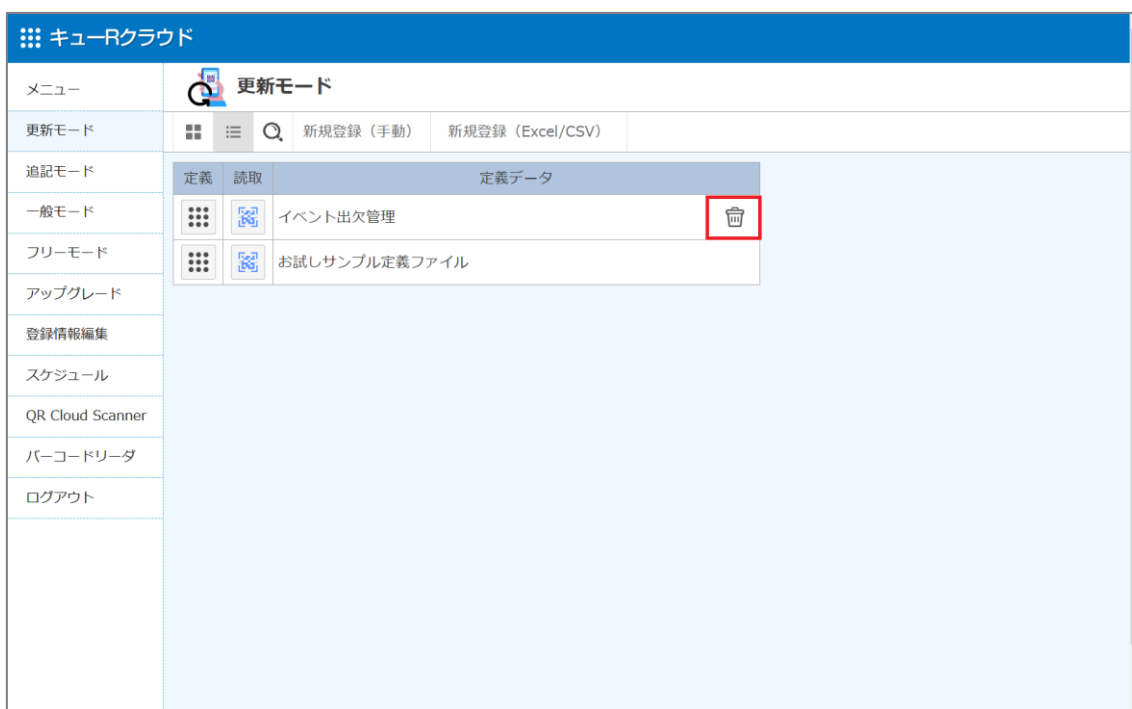 キューRクラウド
メニュー
更新モード
追記モード
一般モード
フリーモード
アップグレード
登録情報編集
スケジュール
QR Cloud Scanner
バーコードリーダ
ログアウト
更新モード
新規登録（手動） 新規登録（Excel/CSV）
定義 読取 定義データ
イベント出欠管理
お試しサンプル定義ファイル